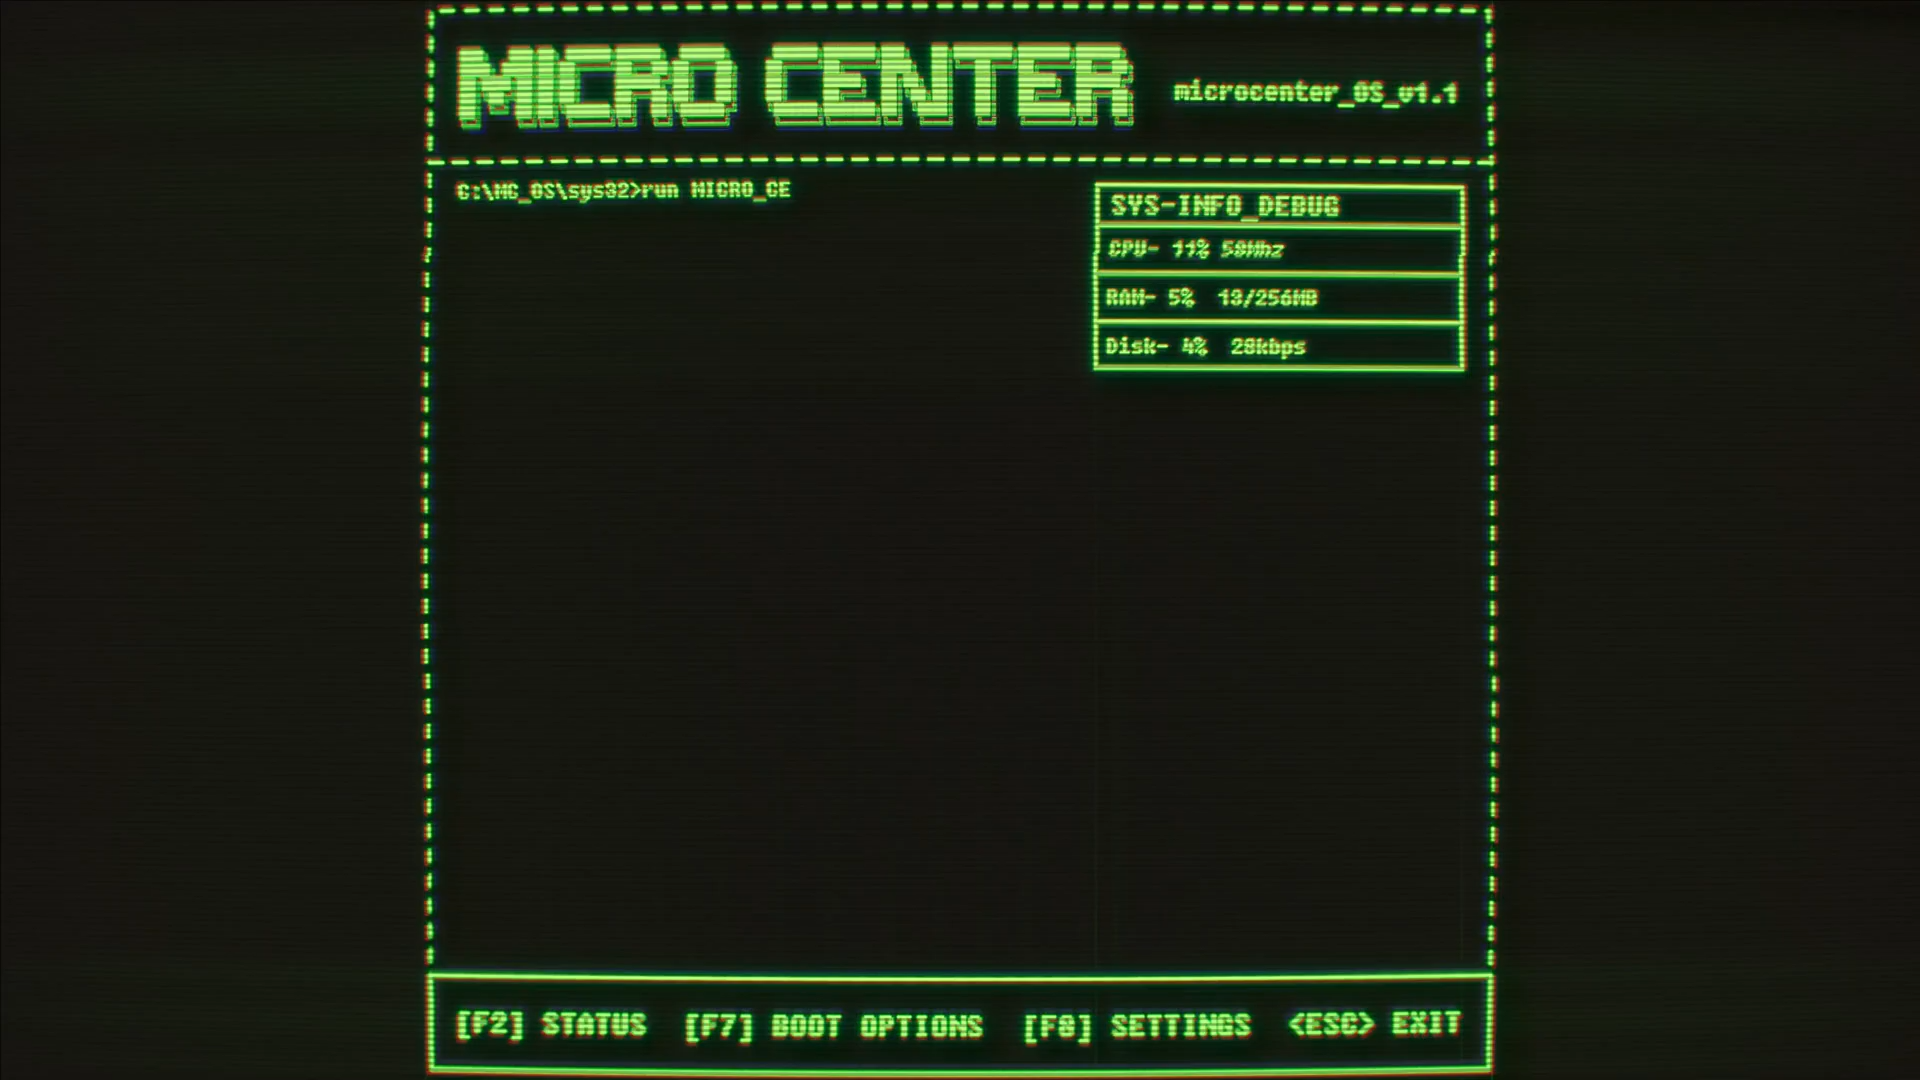 MICRO CENTER
microcenter_OS_v1.1
C:\MC_OS\sys32>run MICRO_CE
SYS-INFO_DEBUG
CPU- 11% 50Mhz
RAM- 5% 13/256MB
Disk- 4% 28kbps
[F2] STATUS [F7] BOOT OPTIONS [F8] SETTINGS <ESC> EXIT